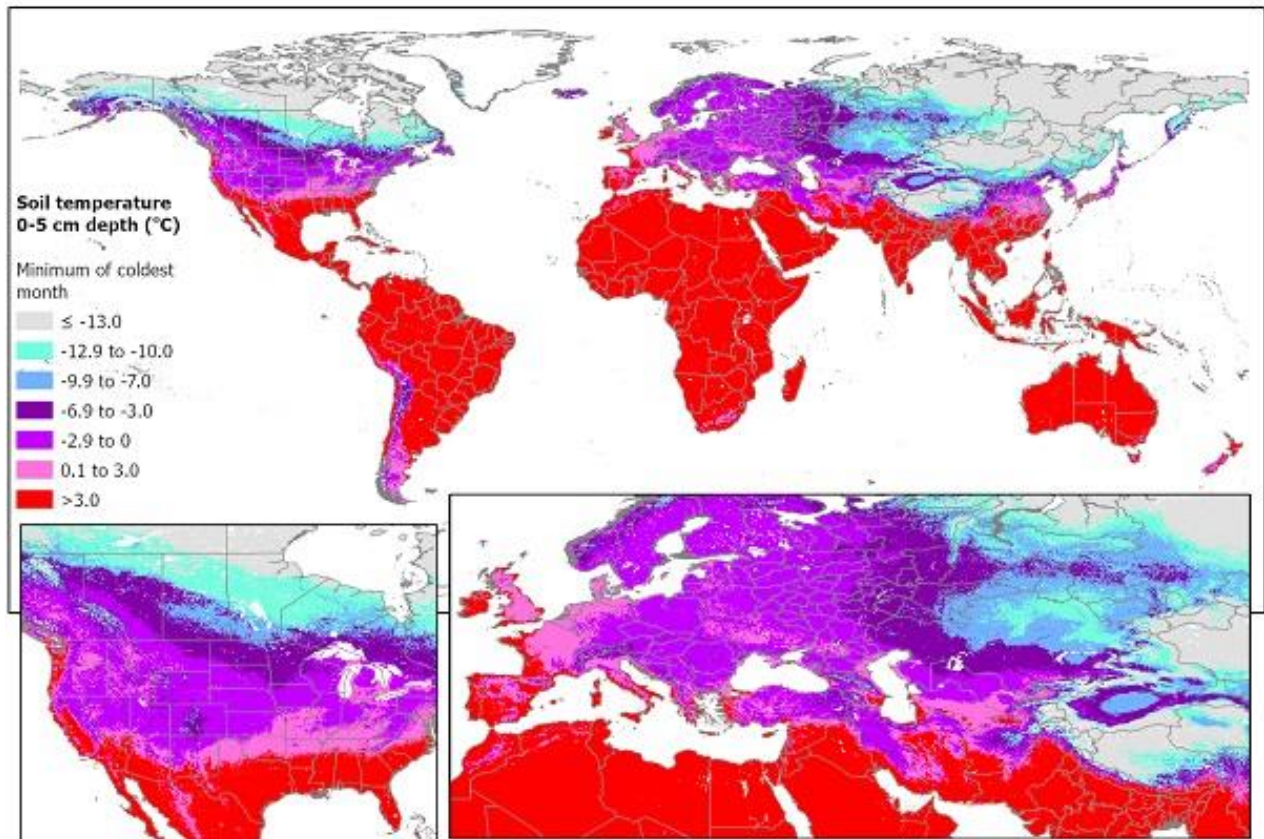 Soil temperature
0-5 cm depth (°C)
Minimum of coldest
month
≤ -13.0
-12.9 to -10.0
-9.9 to -7.0
-6.9 to -3.0
-2.9 to 0
0.1 to 3.0
>3.0